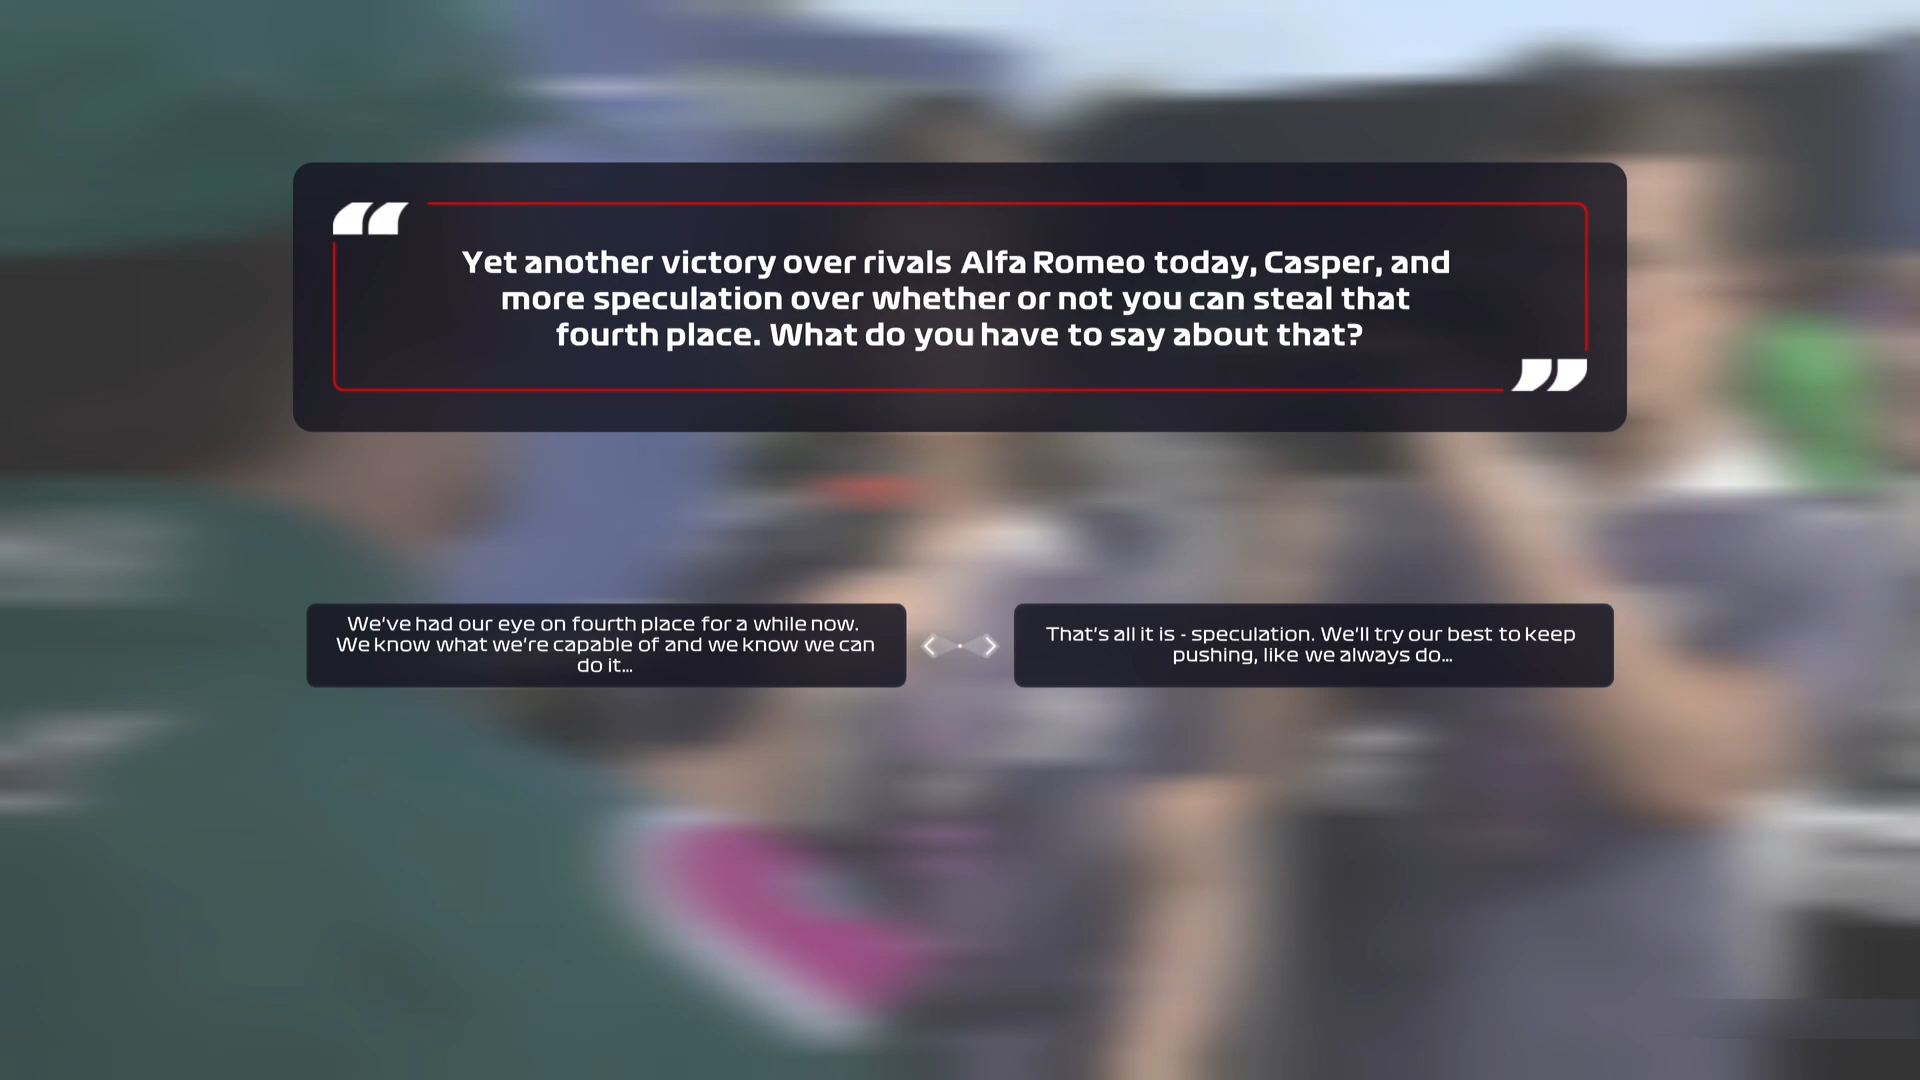 Yet another victory over rivals Alfa Romeo today, Casper, and
more speculation over whether or not you can steal that
fourth place. What do you have to say about that?
We've had our eye on fourth place for a while now.
We know what we're capable of and we know we can
do it...
That's all it is - speculation. We'll try our best to keep
pushing, like we always do...